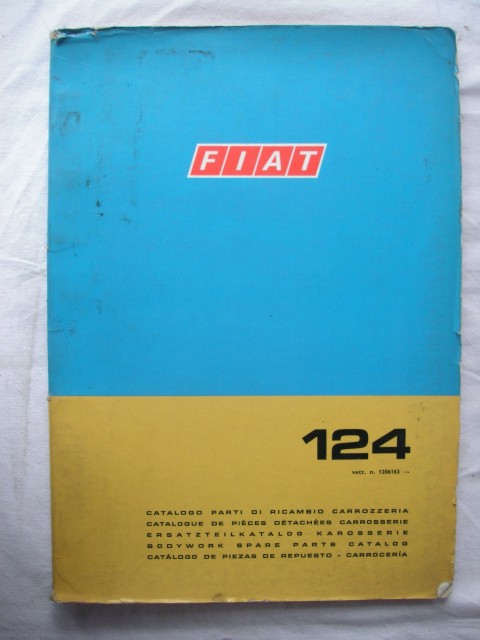 FIAT
124
vett. n. 1206163 →
CATALOGO PARTI DI RICAMBIO CARROZZERIA
CATALOGUE DE PIÈCES DÉTACHÉES CARROSSERIE
ERSATZTEILKATALOG KAROSSERIE
BODYWORK SPARE PARTS CATALOG
CATÁLOGO DE PIEZAS DE REPUESTO - CARROCERÍA